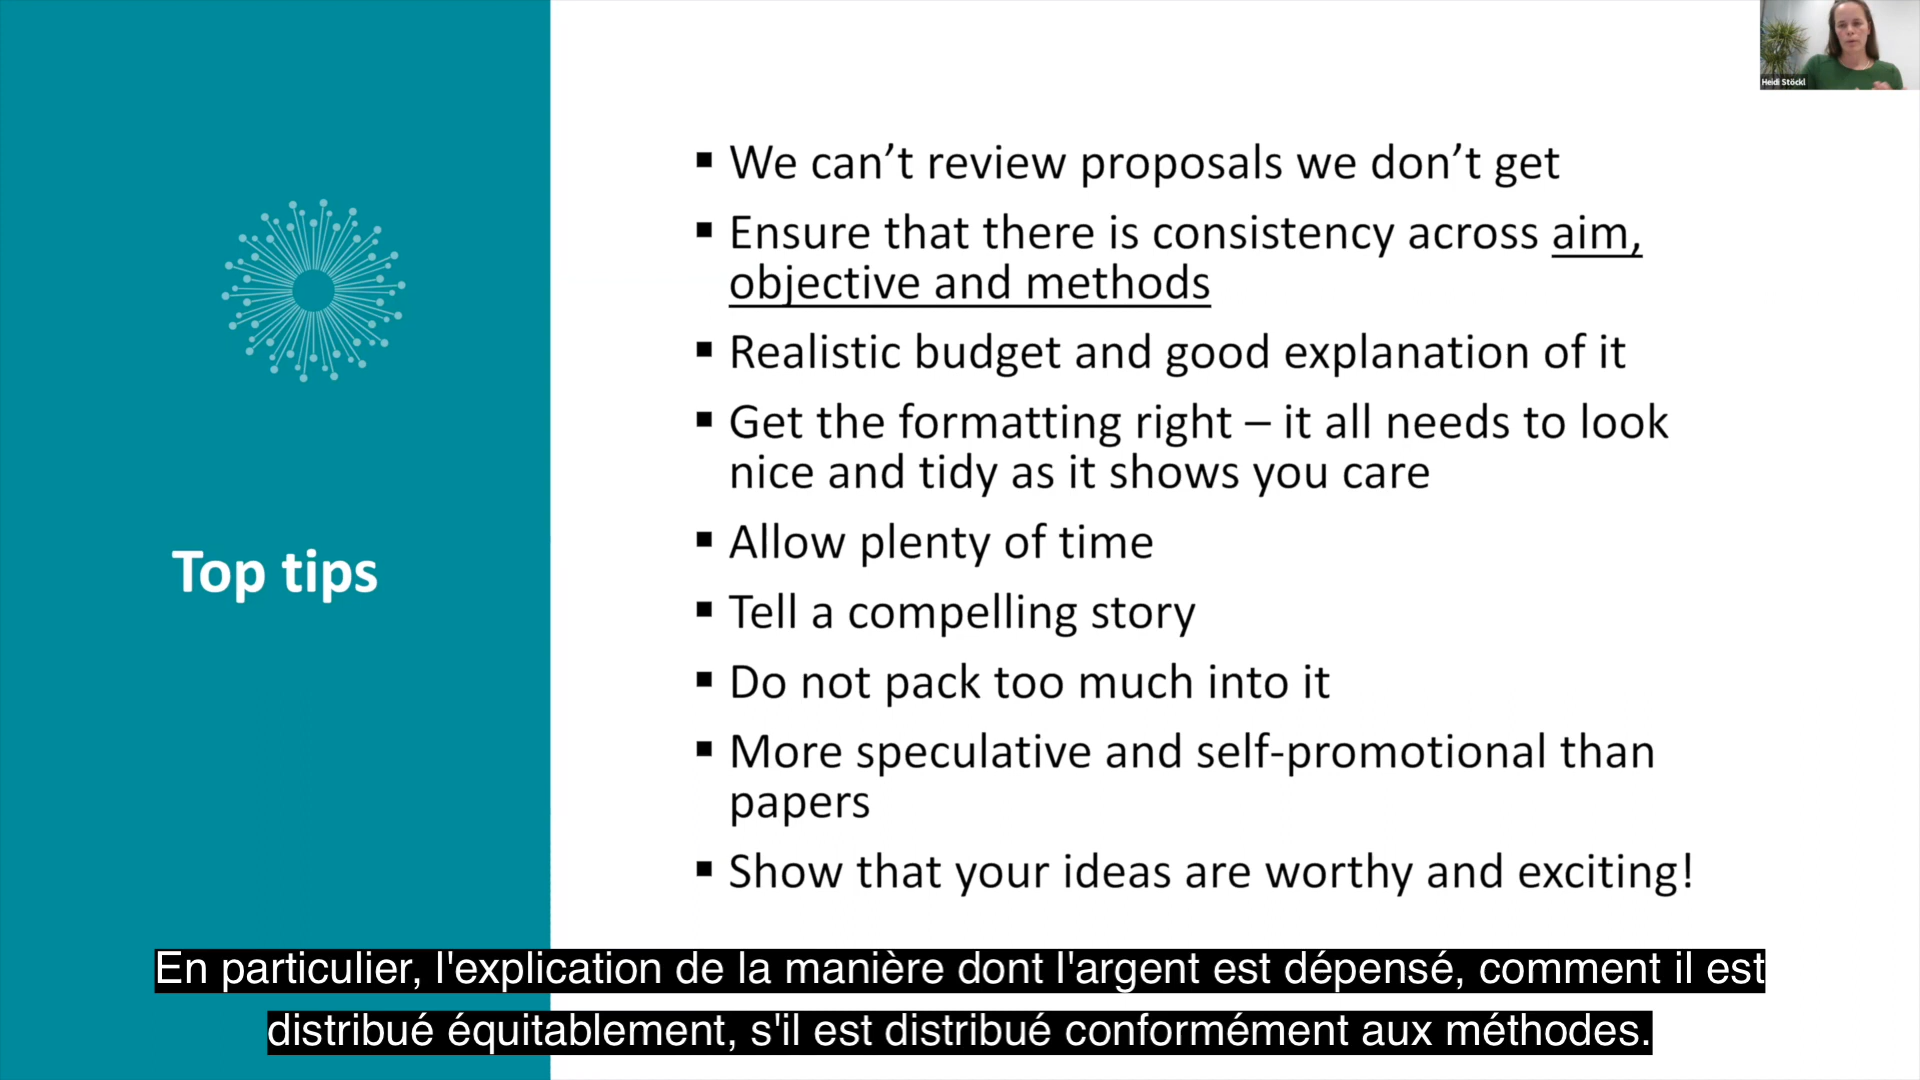 Heidi Stöckl
▪ We can’t review proposals we don’t get
▪ Ensure that there is consistency across aim,
objective and methods
▪ Realistic budget and good explanation of it
▪ Get the formatting right – it all needs to look
nice and tidy as it shows you care
▪ Allow plenty of time
▪ Tell a compelling story
▪ Do not pack too much into it
▪ More speculative and self-promotional than
papers
▪ Show that your ideas are worthy and exciting!
Top tips
En particulier, l'explication de la manière dont l'argent est dépensé, comment il est
distribué équitablement, s'il est distribué conformément aux méthodes.